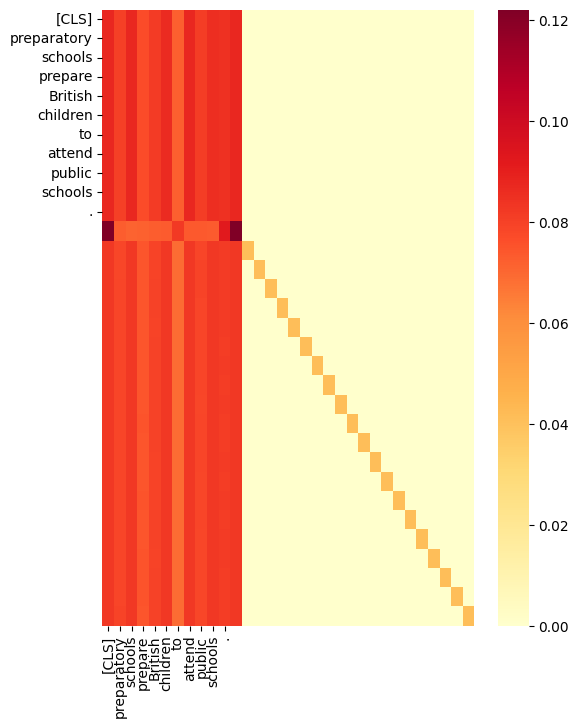 [CLS]
preparatory
schools
prepare
British
children
to
attend
public
schools
.
[CLS]
preparatory
schools
prepare
British
children
to
attend
public
schools
.
0.12
0.10
0.08
0.06
0.04
0.02
0.00